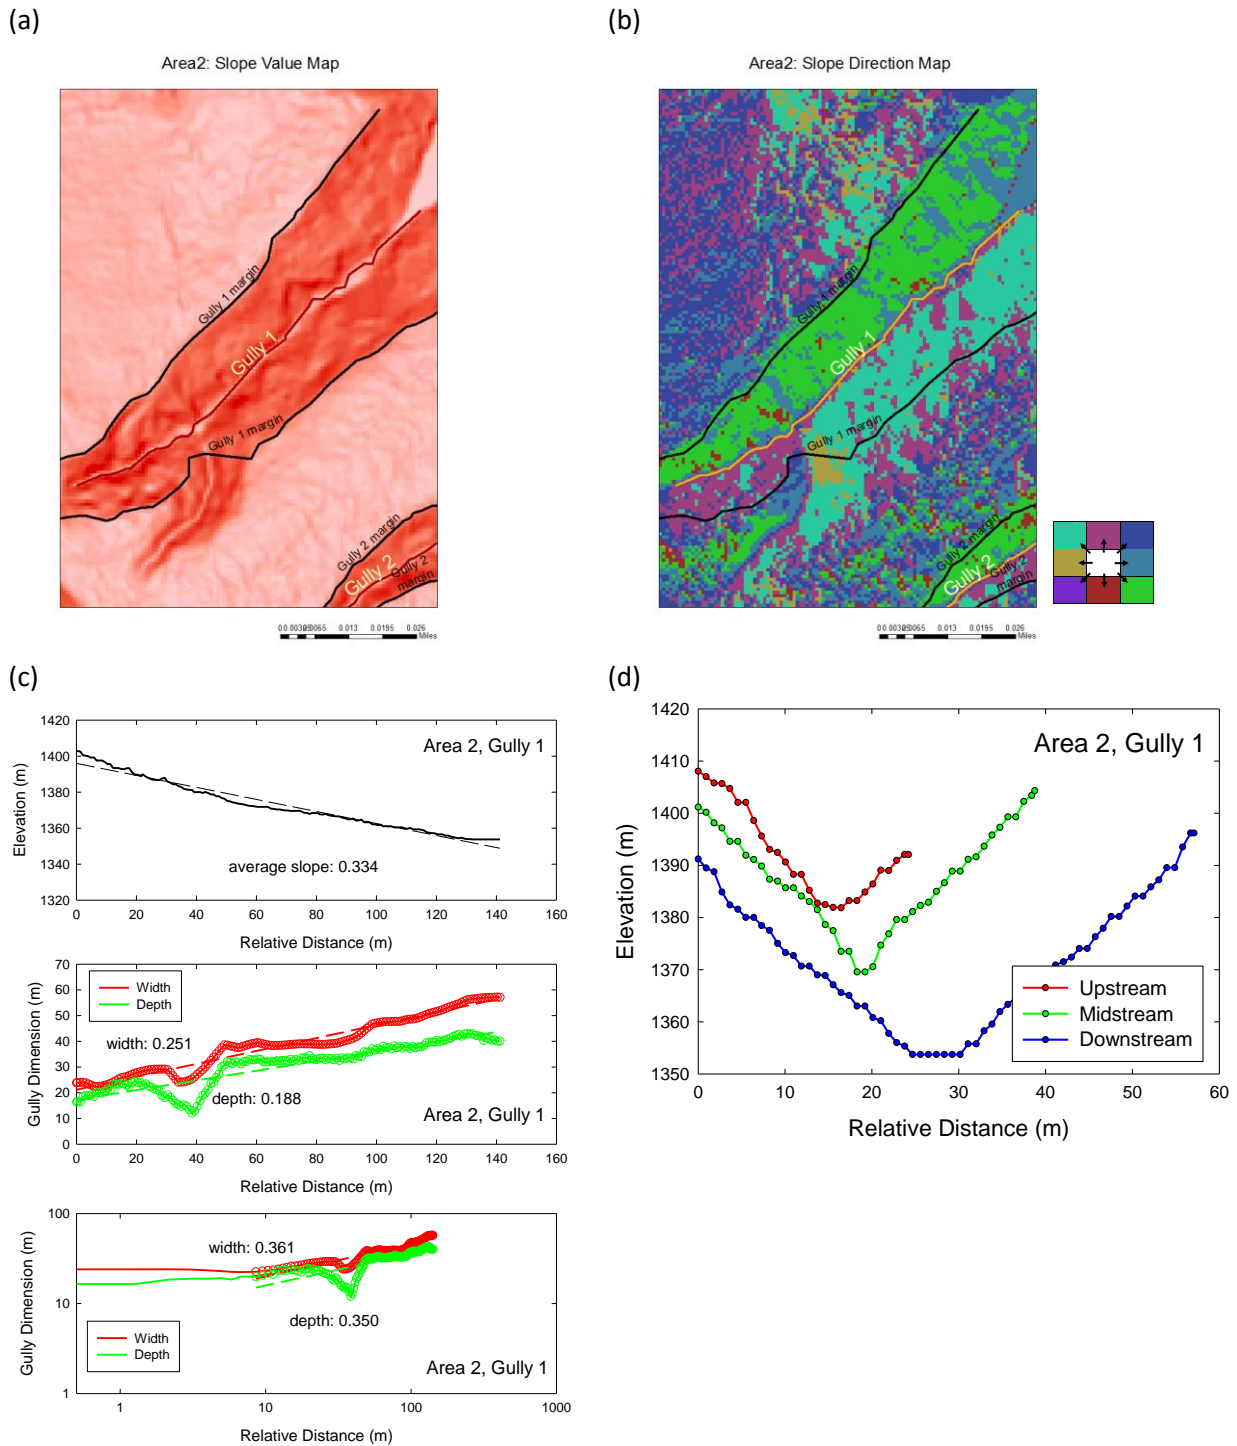 (a)
Area2: Slope Value Map
Gully 1 margin
Gully 1
Gully 1 margin
Gully 2 margin
Gully 2
Gully 2
margin
0.013 0.0195 0.026
Miles
(b)
Area2: Slope Direction Map
Gully 1 margin
Gully 1
Gully 1 margin
Gully 2 margin
Gully 2
Gully 2
margin
0.013 0.0195 0.026
Miles
(c)
1420
1400
1380
1360
1340
1320
Elevation (m)
Area 2, Gully 1
average slope: 0.334
0 20 40 60 80 100 120 140 160
Relative Distance (m)
70
60
50
40
30
20
10
0
Gully Dimension (m)
Width
Depth
width: 0.251
depth: 0.188
Area 2, Gully 1
0 20 40 60 80 100 120 140 160
Relative Distance (m)
100
10
1
Gully Dimension (m)
width: 0.361
depth: 0.350
Width
Depth
Area 2, Gully 1
1 10 100 1000
Relative Distance (m)
(d)
1420
1410
1400
1390
1380
1370
1360
1350
Elevation (m)
Area 2, Gully 1
Upstream
Midstream
Downstream
0 10 20 30 40 50 60
Relative Distance (m)